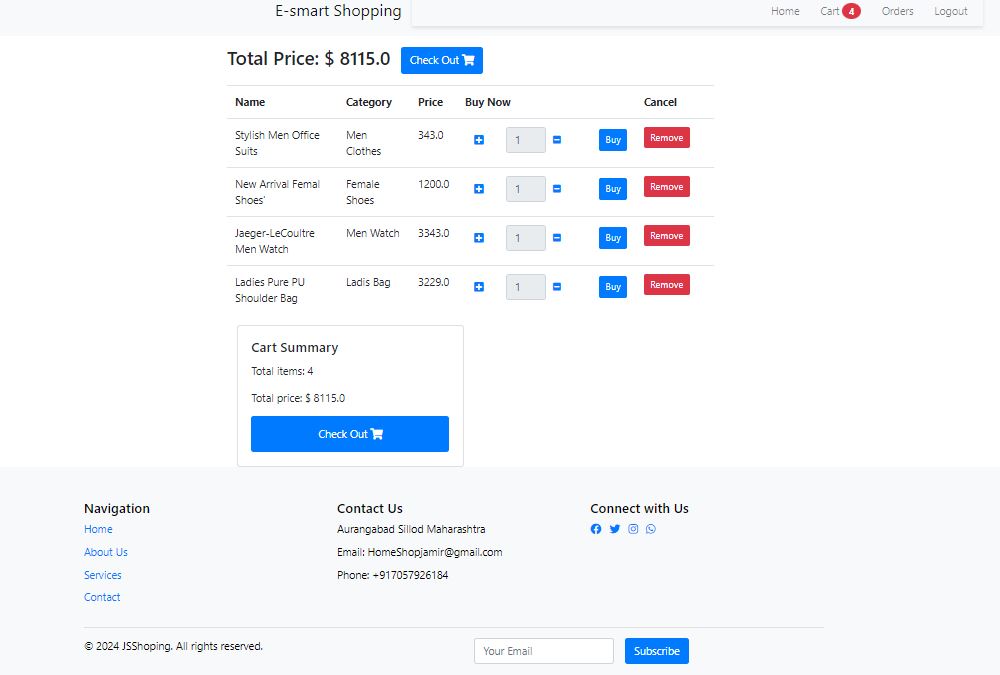 E-smart Shopping
Home Cart 4 Orders Logout
Total Price: $ 8115.0 Check Out
Name Category Price Buy Now Cancel
Stylish Men Office Men 343.0 1 Buy Remove
Suits Clothes
New Arrival Femal Female 1200.0 1 Buy Remove
Shoes' Shoes
Jaeger-LeCoultre Men Watch 3343.0 1 Buy Remove
Men Watch
Ladies Pure PU Ladis Bag 3229.0 1 Buy Remove
Shoulder Bag
Cart Summary
Total items: 4
Total price: $ 8115.0
Check Out
Navigation
Home
About Us
Services
Contact
Contact Us
Aurangabad Sillod Maharashtra
Email: HomeShopjamir@gmail.com
Phone: +917057926184
Connect with Us
© 2024 JSShoping. All rights reserved.
Your Email Subscribe